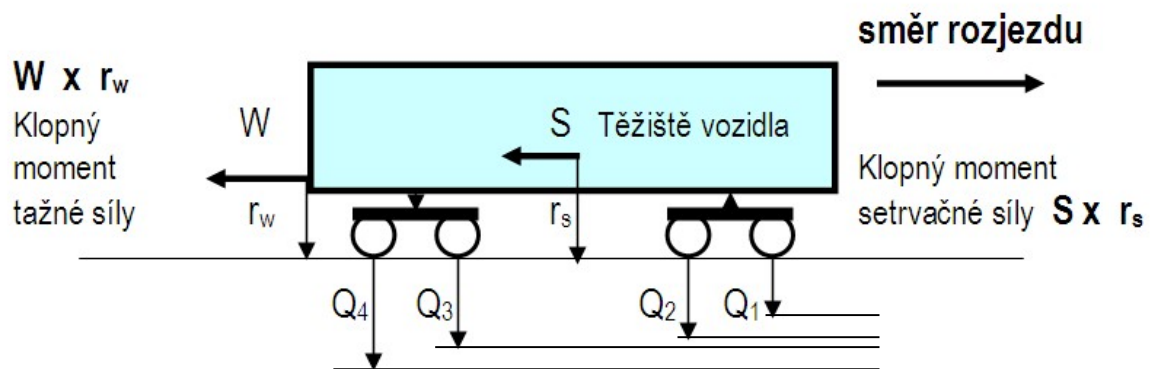 směr rozjezdu
W x rw
Klopný
moment
tažné síly
W
S Těžiště vozidla
Klopný moment
setrvačné síly S x rs
rw
rs
Q4 Q3 Q2 Q1